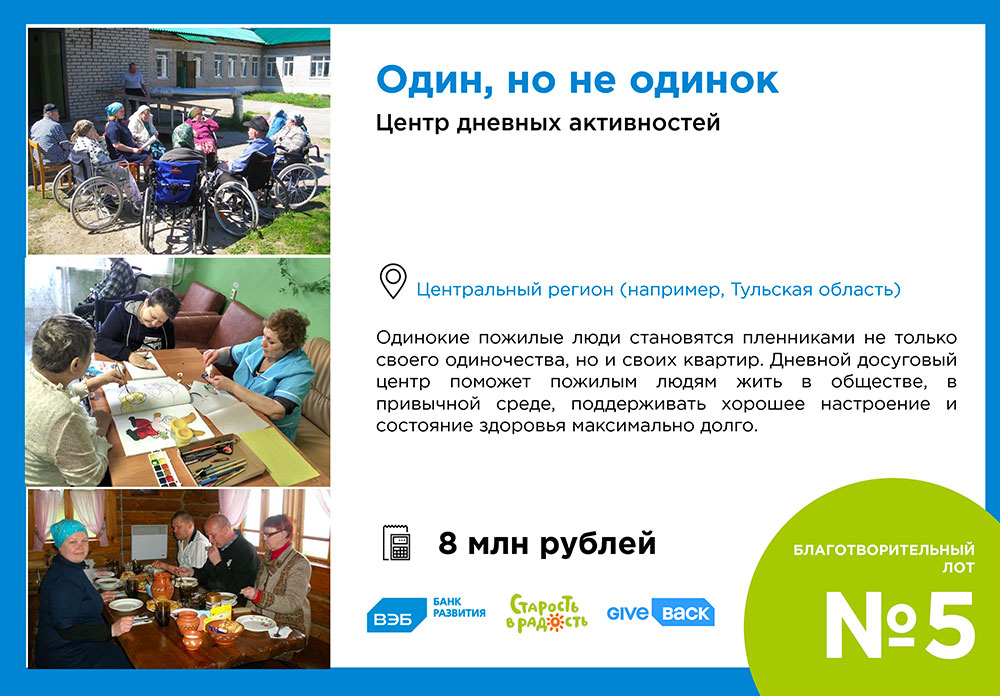 Один, но не одинок
Центр дневных активностей
Центральный регион (например, Тульская область)
Одинокие пожилые люди становятся пленниками не только
своего одиночества, но и своих квартир. Дневной досуговый
центр поможет пожилым людям жить в обществе, в
привычной среде, поддерживать хорошее настроение и
состояние здоровья максимально долго.
8 млн рублей
ВЭБ БАНК
РАЗВИТИЯ
Старость
в радость
GIVE BACK
БЛАГОТВОРИТЕЛЬНЫЙ
ЛОТ
№5